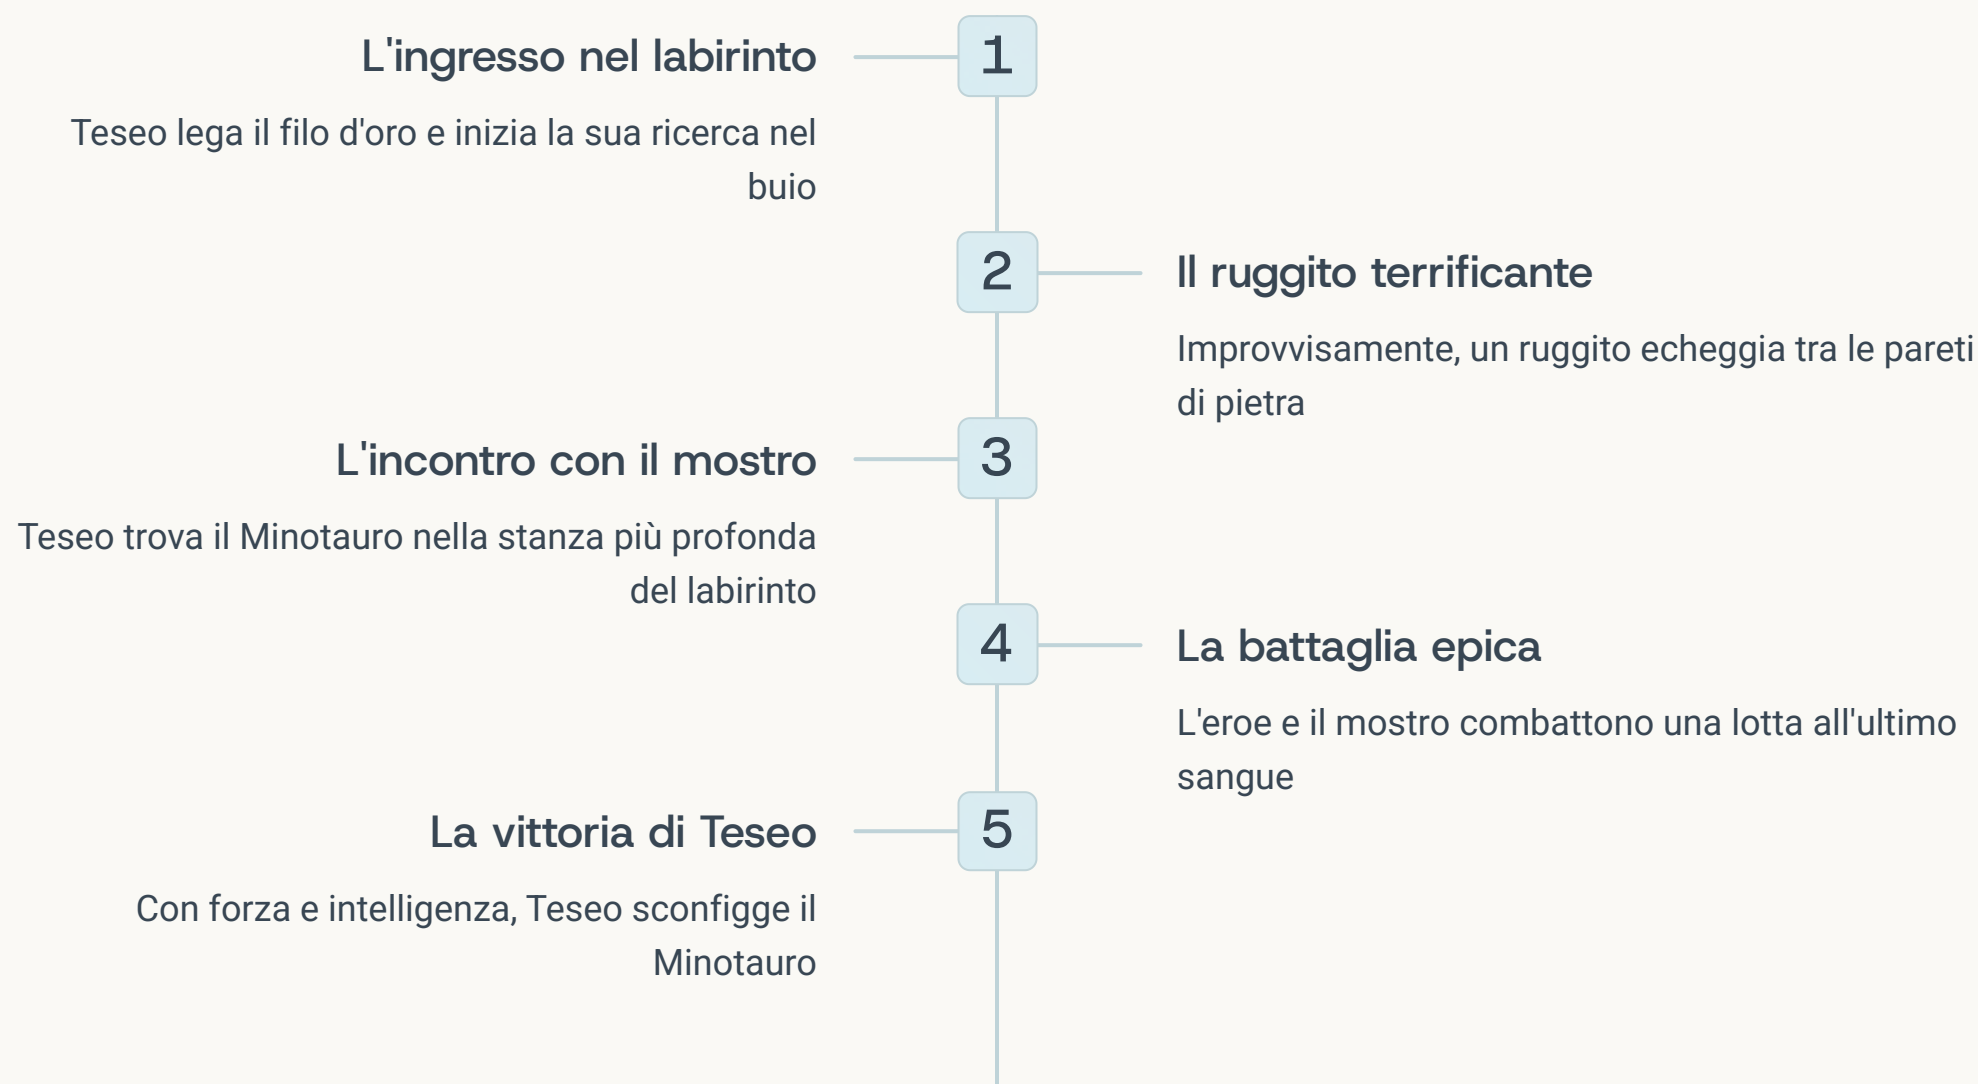 1
L'ingresso nel labirinto
Teseo lega il filo d'oro e inizia la sua ricerca nel
buio
2
Il ruggito terrificante
Improvvisamente, un ruggito echeggia tra le pareti
di pietra
3
L'incontro con il mostro
Teseo trova il Minotauro nella stanza più profonda
del labirinto
4
La battaglia epica
L'eroe e il mostro combattono una lotta all'ultimo
sangue
5
La vittoria di Teseo
Con forza e intelligenza, Teseo sconfigge il
Minotauro